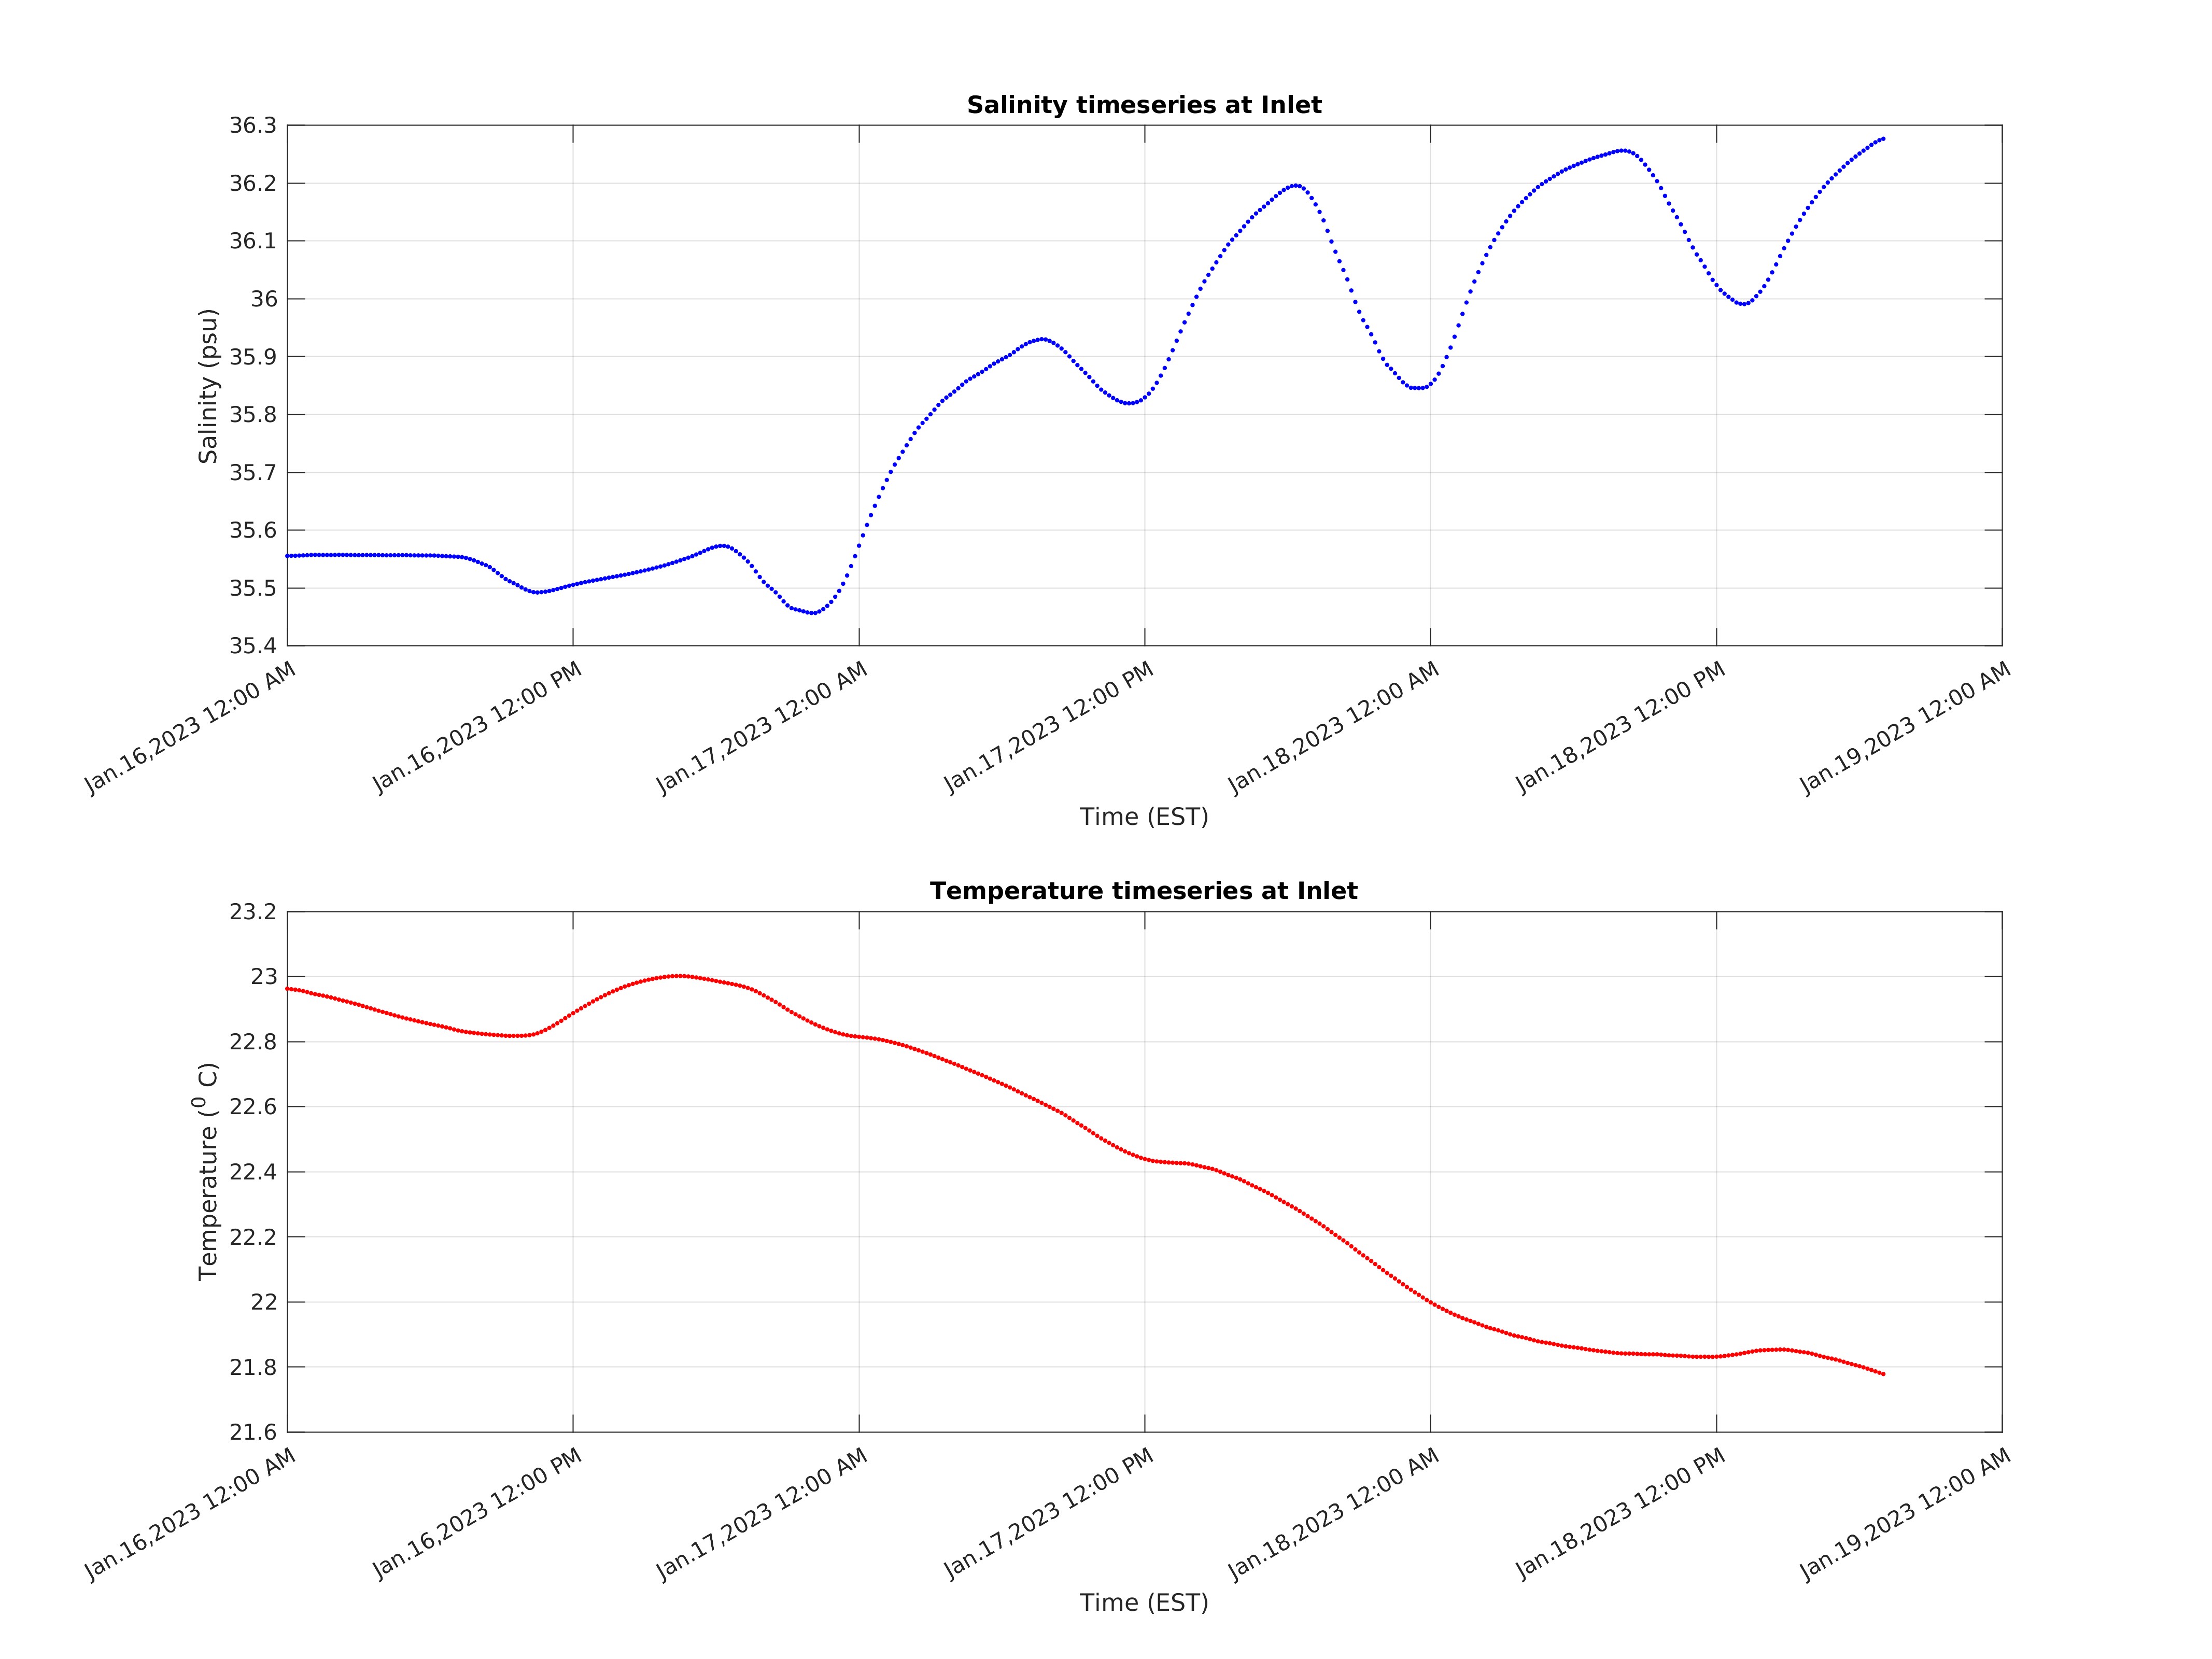 Salinity timeseries at Inlet
36.3
36.2
36.1
36
35.9
35.8
35.7
35.6
35.5
35.4
Salinity (psu)
Jan.16,2023 12:00 AM
Jan.16,2023 12:00 PM
Jan.17,2023 12:00 AM
Jan.17,2023 12:00 PM
Jan.18,2023 12:00 AM
Jan.18,2023 12:00 PM
Jan.19,2023 12:00 AM
Time (EST)
Temperature timeseries at Inlet
23.2
23
22.8
22.6
22.4
22.2
22
21.8
21.6
Temperature (⁰ C)
Jan.16,2023 12:00 AM
Jan.16,2023 12:00 PM
Jan.17,2023 12:00 AM
Jan.17,2023 12:00 PM
Jan.18,2023 12:00 AM
Jan.18,2023 12:00 PM
Jan.19,2023 12:00 AM
Time (EST)